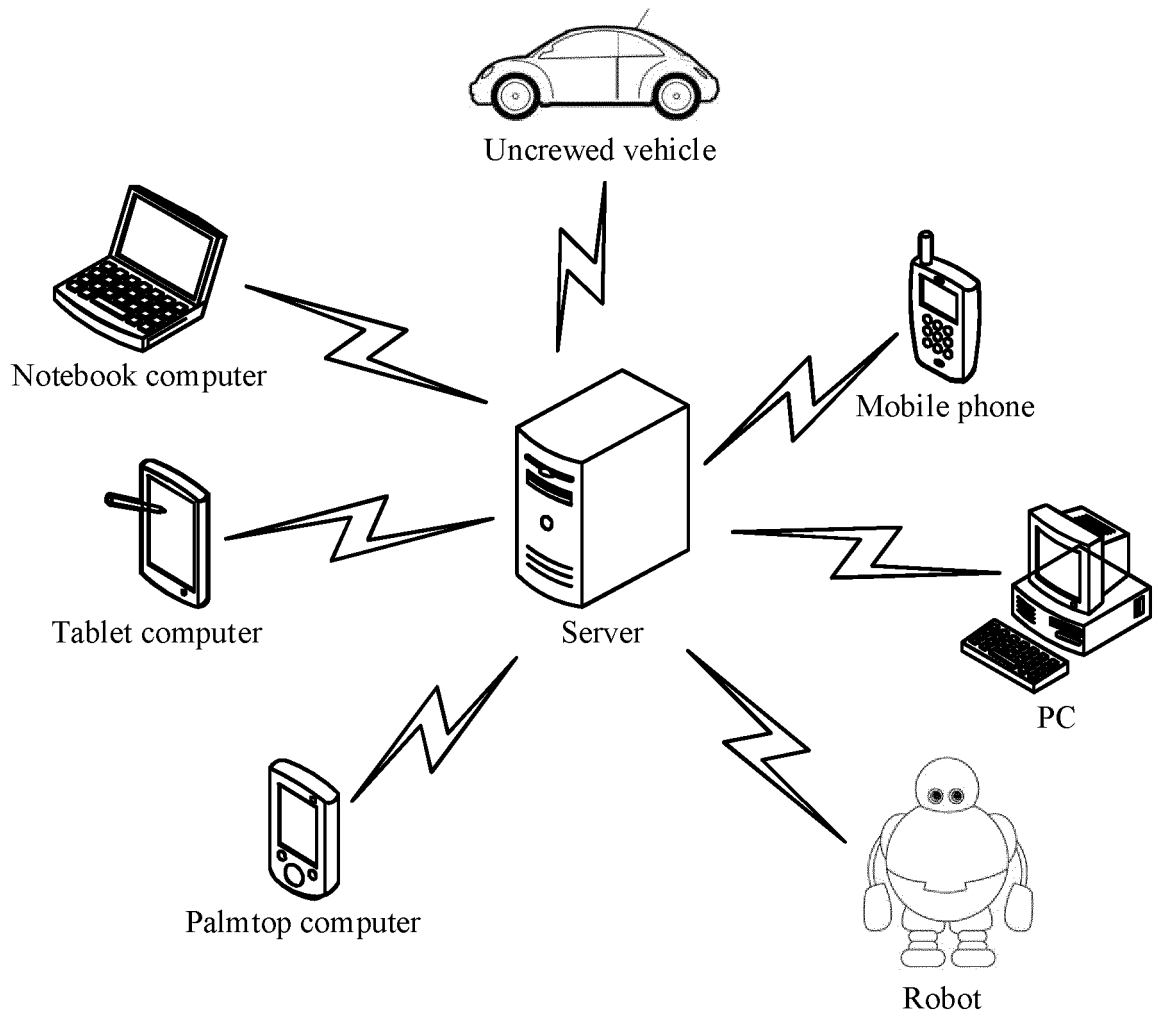 Uncrewed vehicle
Notebook computer
Mobile phone
Tablet computer
Server
PC
Palmtop computer
Robot